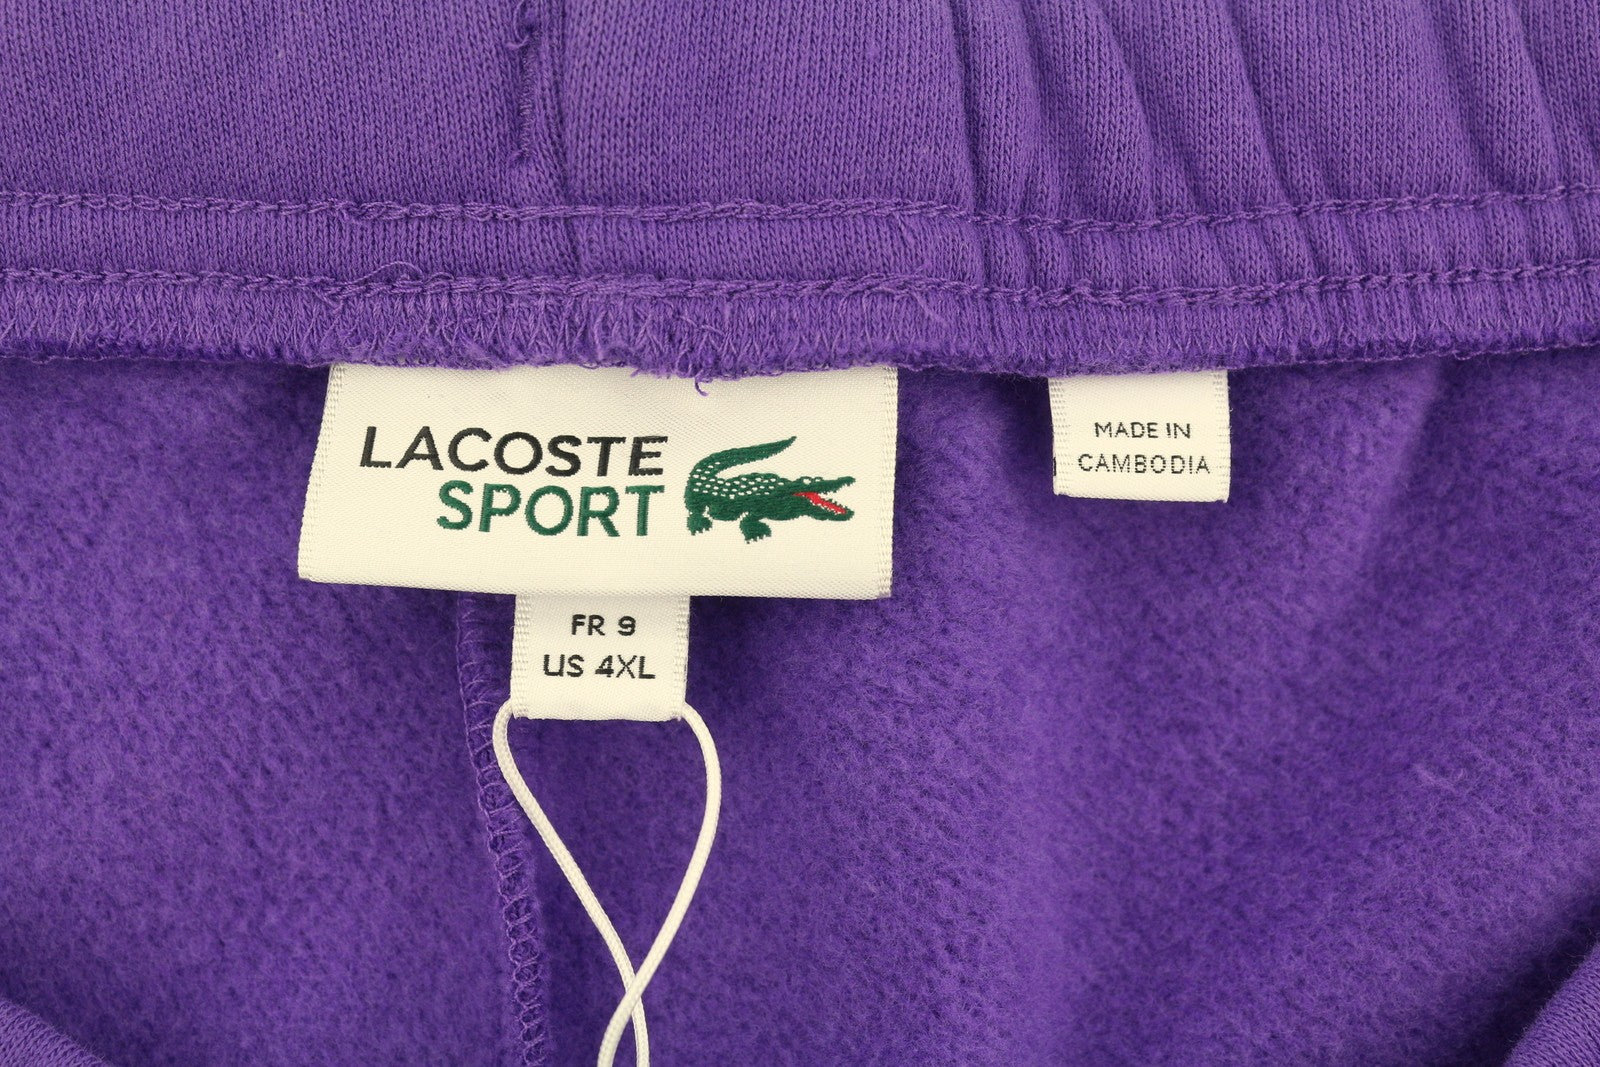 LACOSTE
SPORT
FR 9
US 4XL
MADE IN
CAMBODIA